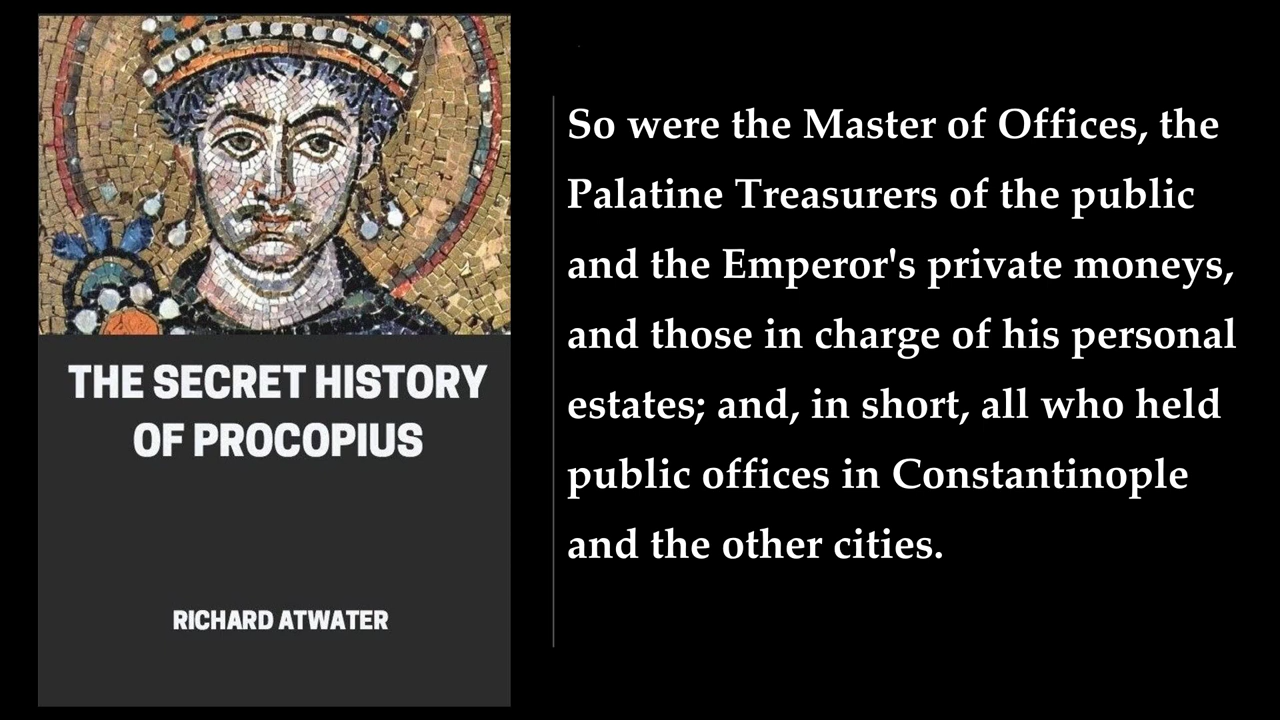 THE SECRET HISTORY
OF PROCOPIUS
RICHARD ATWATER
So were the Master of Offices, the
Palatine Treasurers of the public
and the Emperor's private moneys,
and those in charge of his personal
estates; and, in short, all who held
public offices in Constantinople
and the other cities.